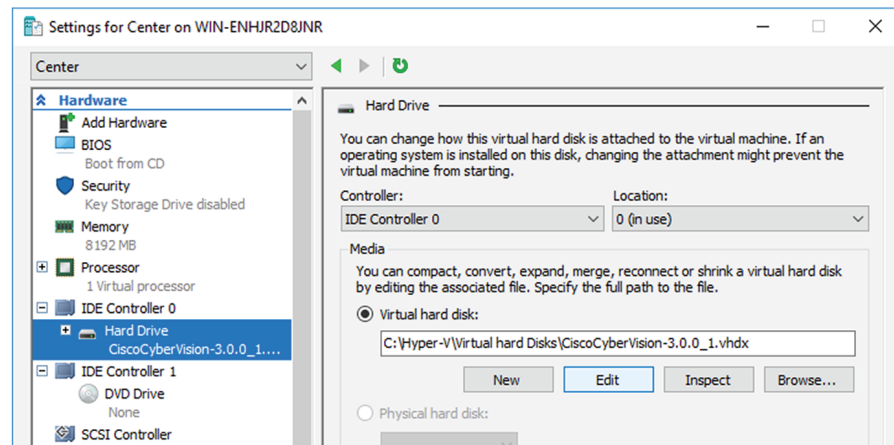 Settings for Center on WIN-ENHJR2D8JNR
Center
Hardware
Add Hardware
BIOS
Boot from CD
Security
Key Storage Drive disabled
Memory
8192 MB
Processor
1 Virtual processor
IDE Controller 0
Hard Drive
CiscoCyberVision-3.0.0_1....
IDE Controller 1
DVD Drive
None
SCSI Controller
Hard Drive
You can change how this virtual hard disk is attached to the virtual machine. If an
operating system is installed on this disk, changing the attachment might prevent the
virtual machine from starting.
Controller:
Location:
IDE Controller 0
0 (in use)
Media
You can compact, convert, expand, merge, reconnect or shrink a virtual hard disk
by editing the associated file. Specify the full path to the file.
Virtual hard disk:
C:\Hyper-V\Virtual hard Disks\CiscoCyberVision-3.0.0_1.vhdx
New
Edit
Inspect
Browse...
Physical hard disk: